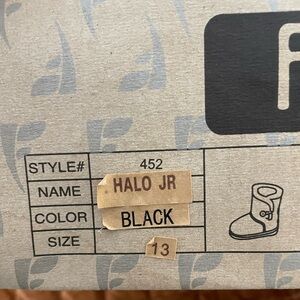 STYLE# 452
NAME HALO JR
COLOR BLACK
SIZE 13